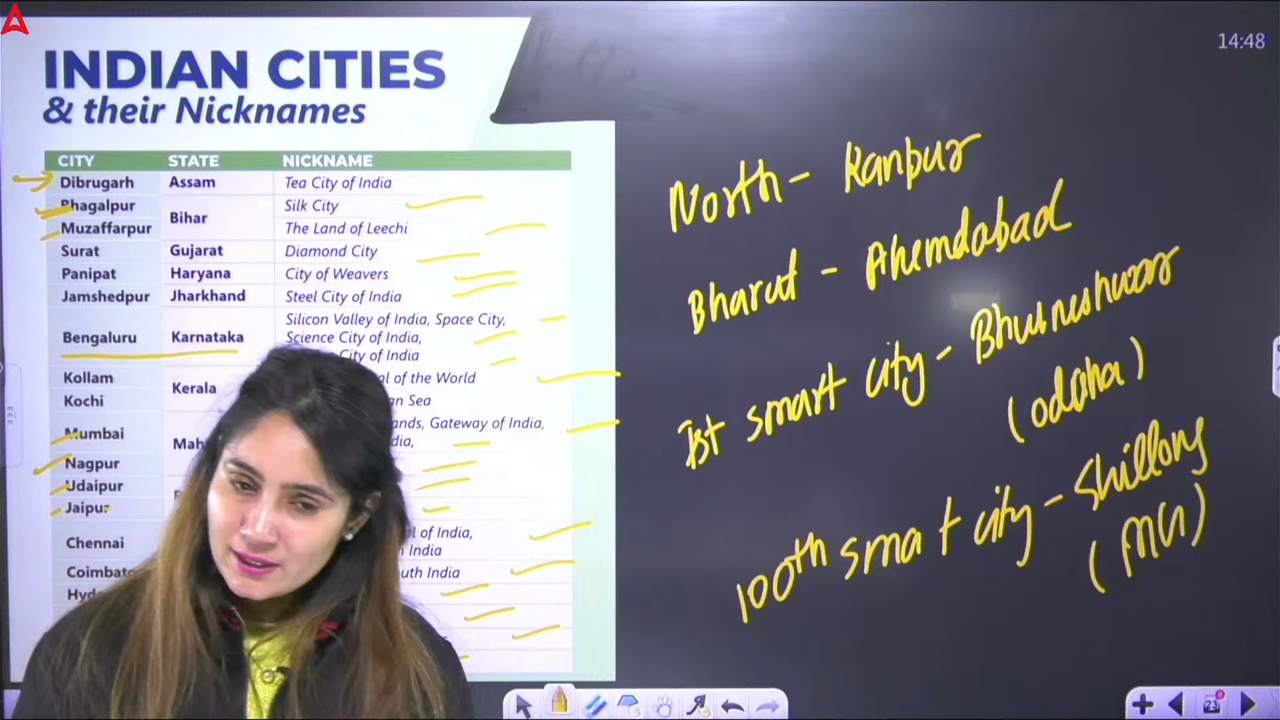 14:48
INDIAN CITIES
& their Nicknames
CITY STATE NICKNAME
Dibrugarh Assam Tea City of India
Bhagalpur Silk City
Bihar
Muzaffarpur The Land of Leechi
Surat Gujarat Diamond City
Panipat Haryana City of Weavers
Jamshedpur Jharkhand Steel City of India
Silicon Valley of India, Space City,
Bengaluru Karnataka Science City of India,
City of India
Kollam of the World
Kerala
Kochi Sea
Gateway of India,
Mumbai
Nagpur
Udaipur
Jaipur
of India,
Chennai
India
India
North - Kanpur
Bharat - Ahemdabad
1st smart city - Bhubneshwar
(odisha)
100th smart city - Shillong
23